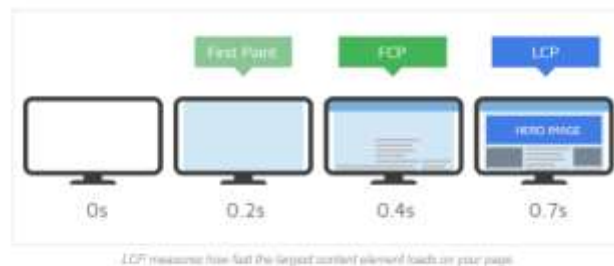 First Paint
FCP
LCP
HERO IMAGE
0s
0.2s
0.4s
0.7s
LCP measures how fast the largest content element loads on your page.